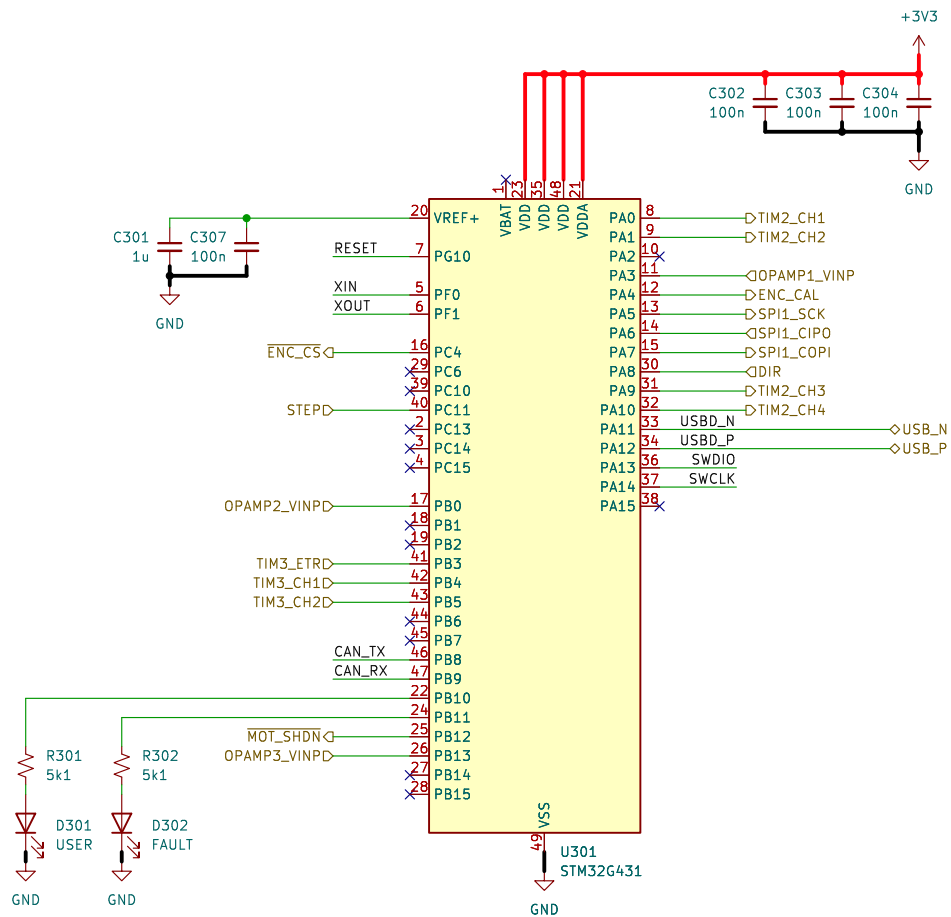 +3V3
C302
100n
C303
100n
C304
100n
GND
1
VBAT
23
VDD
35
VDD
48
VDD
21
VDDA
20
VREF+
C301
1u
C307
100n
GND
RESET
7
PG10
XIN
5
PF0
XOUT
6
PF1
ENC_CS
16
PC4
29
PC6
39
PC10
STEP
40
PC11
2
PC13
3
PC14
4
PC15
OPAMP2_VINP
17
PB0
18
PB1
19
PB2
TIM3_ETR
41
PB3
TIM3_CH1
42
PB4
TIM3_CH2
43
PB5
44
PB6
45
PB7
CAN_TX
46
PB8
CAN_RX
47
PB9
22
PB10
24
PB11
MOT_SHDN
25
PB12
OPAMP3_VINP
26
PB13
27
PB14
28
PB15
PA0
8
TIM2_CH1
PA1
9
TIM2_CH2
PA2
10
PA3
11
OPAMP1_VINP
PA4
12
ENC_CAL
PA5
13
SPI1_SCK
PA6
14
SPI1_CIPO
PA7
15
SPI1_COPI
PA8
30
DIR
PA9
31
TIM2_CH3
PA10
32
TIM2_CH4
PA11
33
USBD_N
USB_N
PA12
34
USBD_P
USB_P
PA13
36
SWDIO
PA14
37
SWCLK
PA15
38
R301
5k1
R302
5k1
D301
USER
D302
FAULT
GND
GND
VSS
49
U301
STM32G431
GND